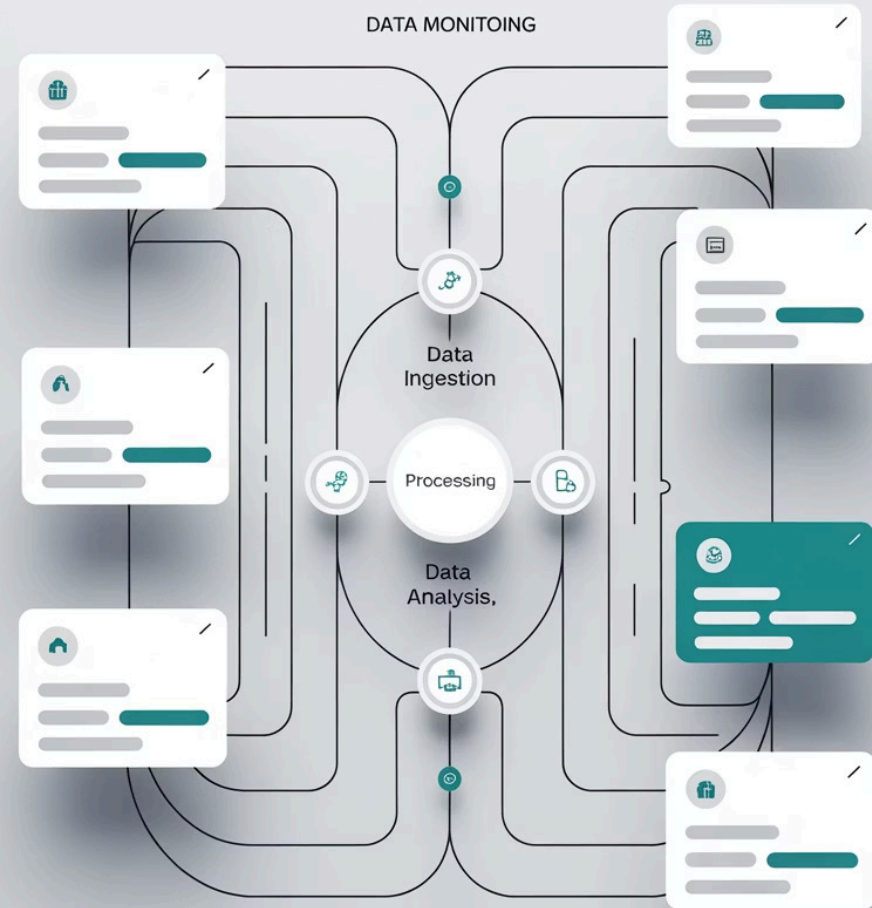 DATA MONITOING
Data
Ingestion
Processing
Data
Analysis,